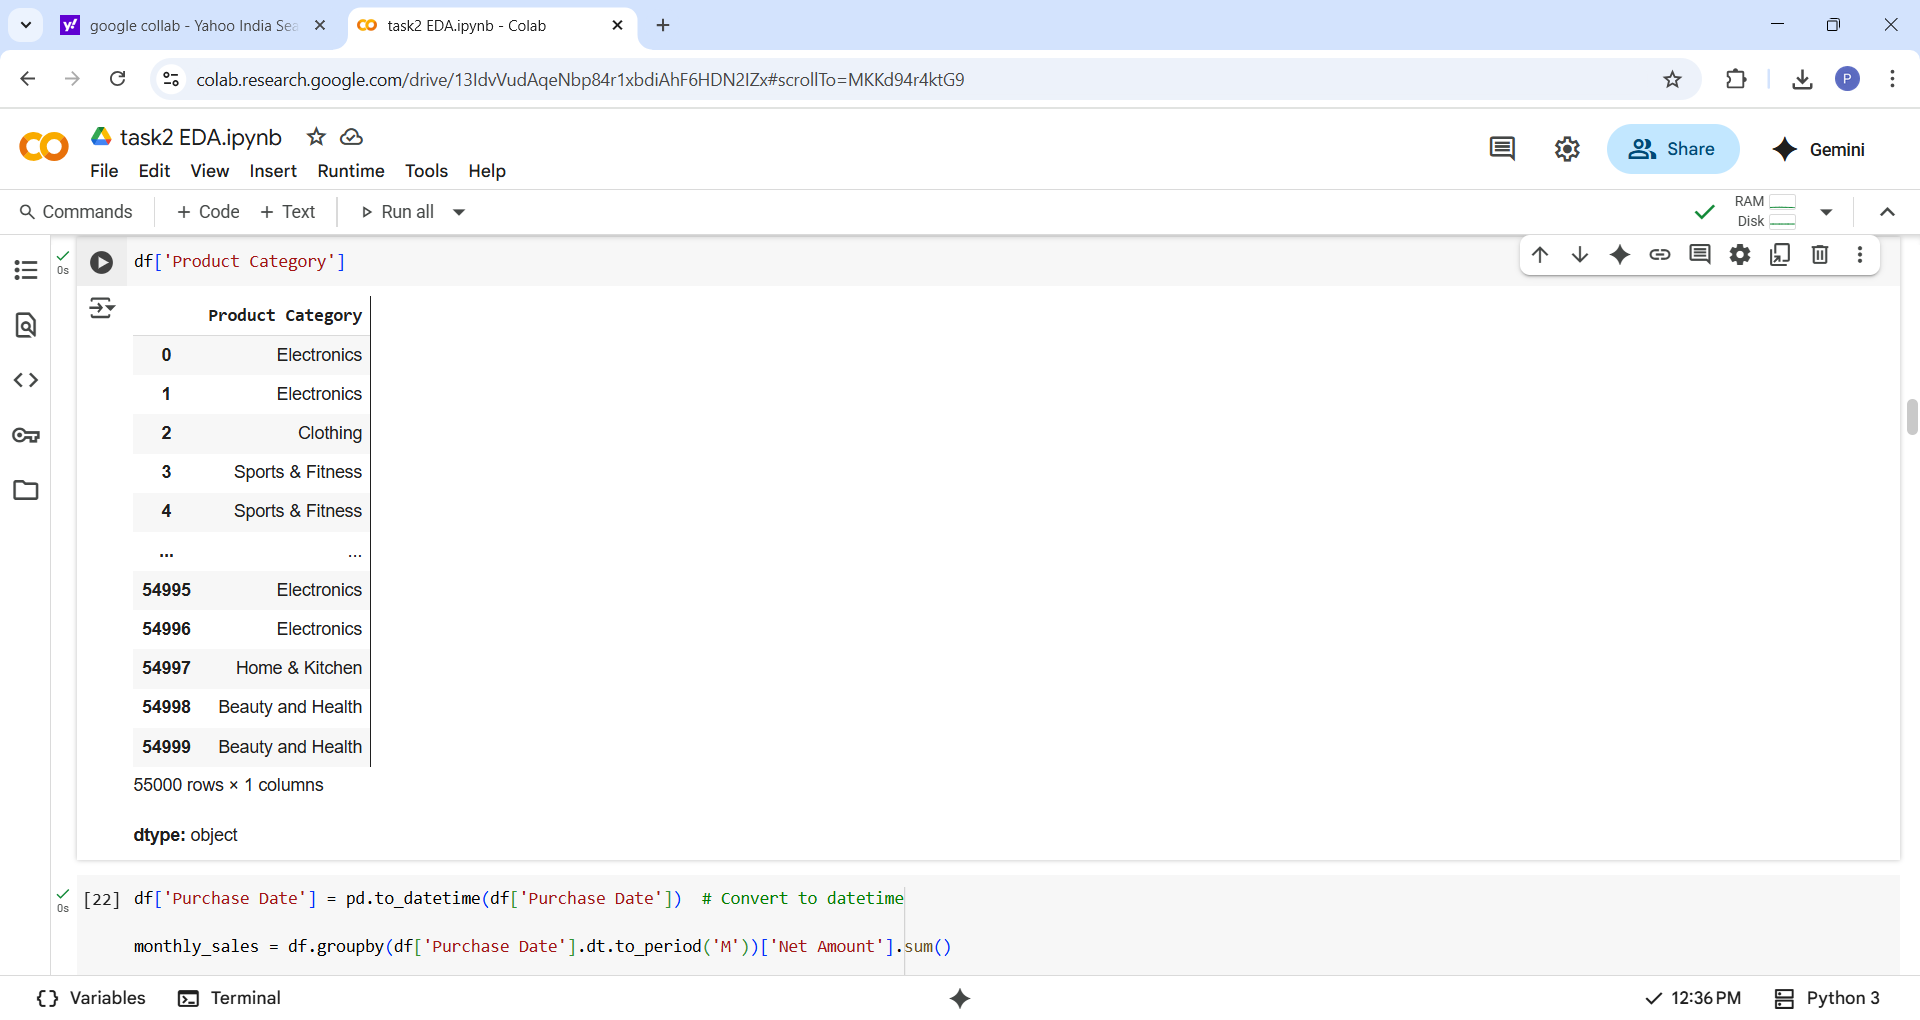 google collab - Yahoo India Sea
task2 EDA.ipynb - Colab
colab.research.google.com/drive/13IdvVudAqeNbp84r1xbdiAhF6HDN2IZx#scrollTo=MKKd94r4ktG9
P
task2 EDA.ipynb
File Edit View Insert Runtime Tools Help
Share
Gemini
Commands + Code + Text Run all
RAM
Disk
0s
df['Product Category']
Product Category
0 Electronics
1 Electronics
2 Clothing
3 Sports & Fitness
4 Sports & Fitness
... ...
54995 Electronics
54996 Electronics
54997 Home & Kitchen
54998 Beauty and Health
54999 Beauty and Health
55000 rows × 1 columns
dtype: object
0s
[22] df['Purchase Date'] = pd.to_datetime(df['Purchase Date'])  # Convert to datetime
monthly_sales = df.groupby(df['Purchase Date'].dt.to_period('M'))['Net Amount'].sum()
{} Variables Terminal
12:36 PM Python 3